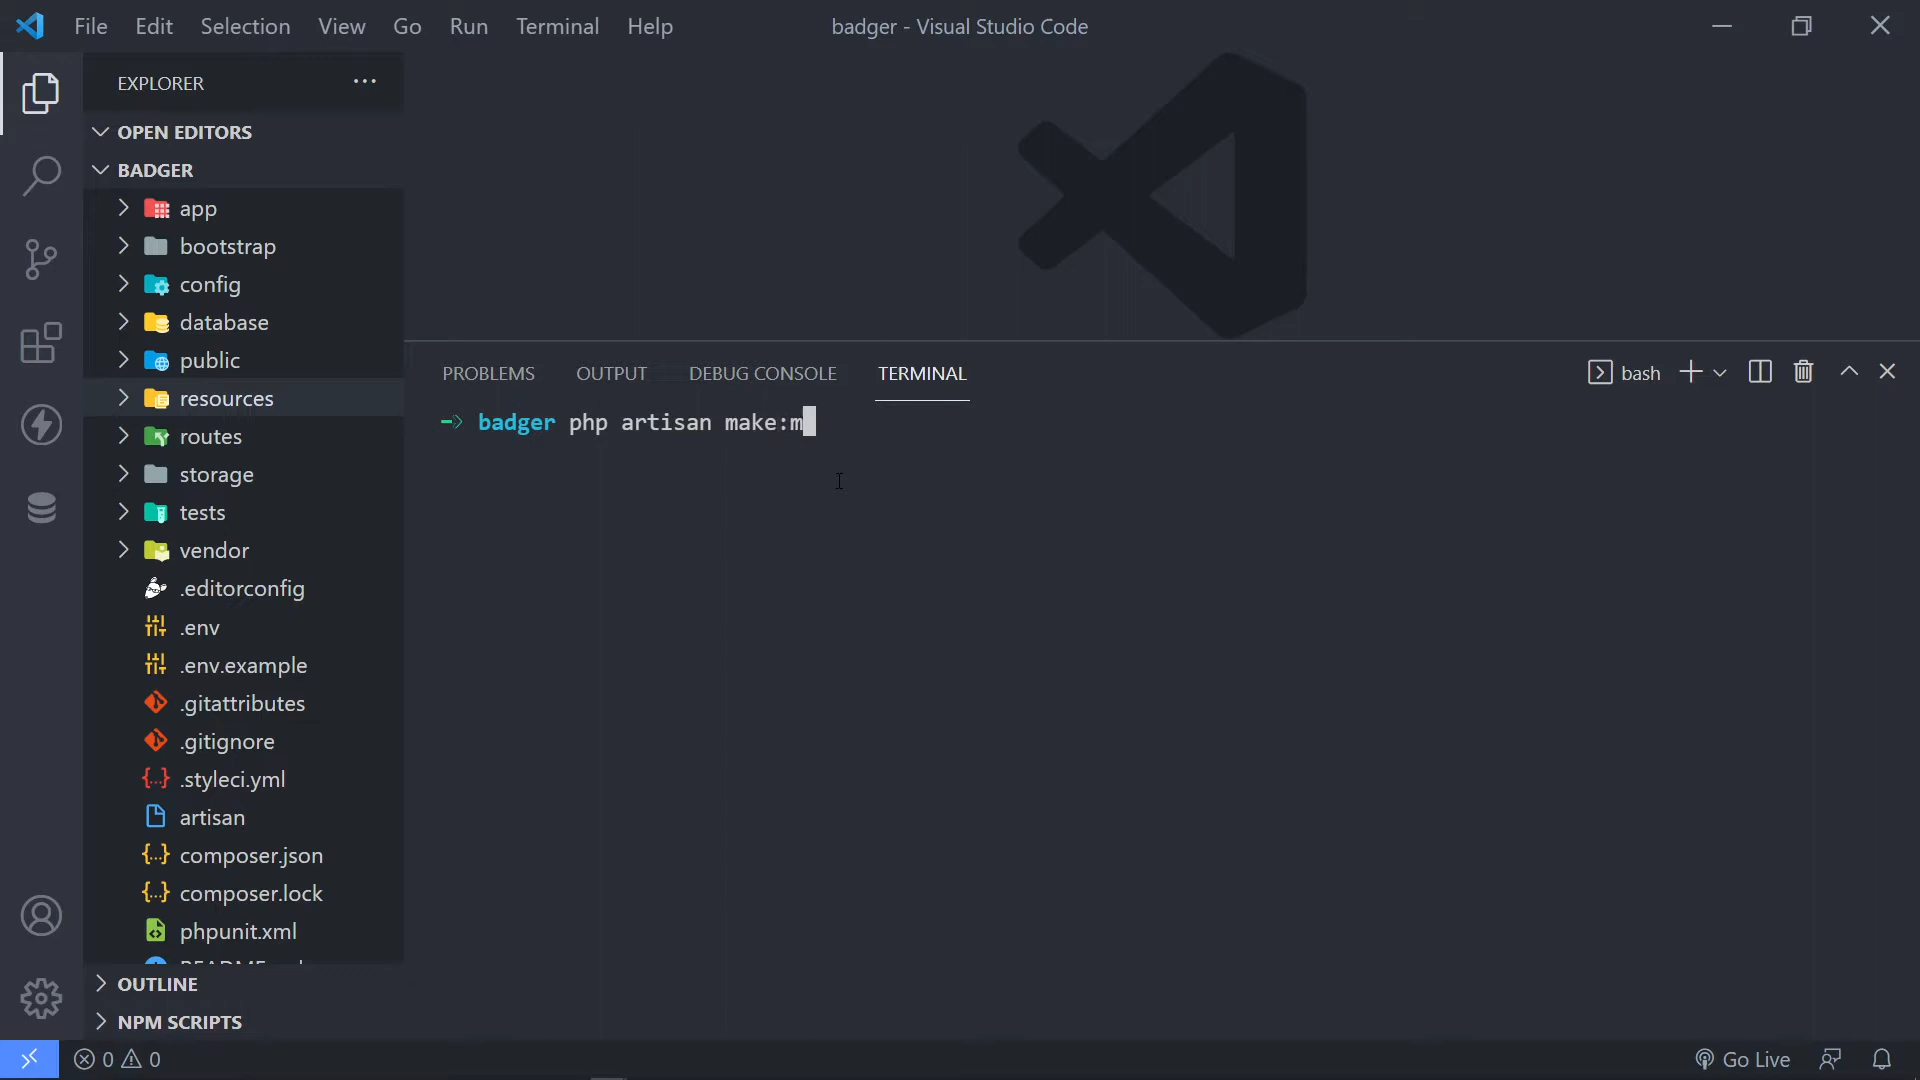 File Edit Selection View Go Run Terminal Help badger - Visual Studio Code
EXPLORER ···
OPEN EDITORS
BADGER
app
bootstrap
config
database
public
resources
routes
storage
tests
vendor
.editorconfig
.env
.env.example
.gitattributes
.gitignore
.styleci.yml
artisan
composer.json
composer.lock
phpunit.xml
OUTLINE
NPM SCRIPTS
PROBLEMS OUTPUT DEBUG CONSOLE TERMINAL bash
badger php artisan make:m
0 0 Go Live